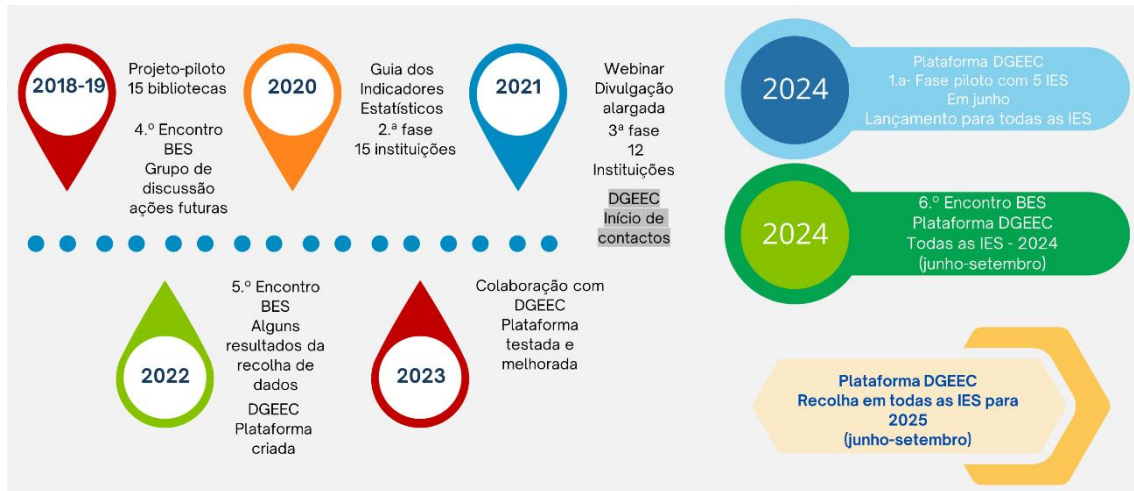 2018-19
Projeto-piloto
15 bibliotecas
4.º Encontro
BES
Grupo de
discussão
ações futuras
2020
Guia dos
Indicadores
Estatísticos
2.ª fase
15 instituições
2021
Webinar
Divulgação
alargada
3ª fase
12
Instituições
DGEEC
Início de
contactos
2022
5.º Encontro
BES
Alguns
resultados da
recolha de
dados
DGEEC
Plataforma
criada
2023
Colaboração com
DGEEC
Plataforma
testada e
melhorada
2024
Plataforma DGEEC
1.a- Fase piloto com 5 IES
Em junho
Lançamento para todas as IES
2024
6.º Encontro BES
Plataforma DGEEC
Todas as IES - 2024
(junho-setembro)
Plataforma DGEEC
Recolha em todas as IES para
2025
(junho-setembro)